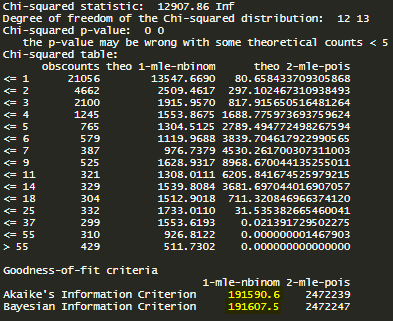 Chi-squared statistic:  12907.86 Inf
Degree of freedom of the Chi-squared distribution:  12 13
Chi-squared p-value:  0 0
   the p-value may be wrong with some theoretical counts < 5
Chi-squared table:
      obscounts theo 1-mle-nbinom    theo 2-mle-pois
<= 1      21056        13547.6690   80.658433709305868
<= 2       4662         2509.4617  297.102467310938493
<= 3       2100         1915.9570  817.915650516481264
<= 4       1245         1553.8675 1688.775973693759624
<= 5        765         1304.5125 2789.494772498267594
<= 6        579         1119.9688 3839.704617922990565
<= 7        387          976.7379 4530.261700307311003
<= 9        525         1628.9317 8968.670044135255011
<= 11       321         1308.0111 6205.841674525979215
<= 14       329         1539.8084 3681.697044016907057
<= 18       304         1512.9018  711.320846966374120
<= 25       332         1733.0110   31.535382665460041
<= 37       299         1553.6193    0.021391729502275
<= 55       310          926.8122    0.000000001467903
> 55        429          511.7302    0.000000000000000
Goodness-of-fit criteria
                               1-mle-nbinom 2-mle-pois
Akaike's Information Criterion     191590.6    2472239
Bayesian Information Criterion     191607.5    2472247